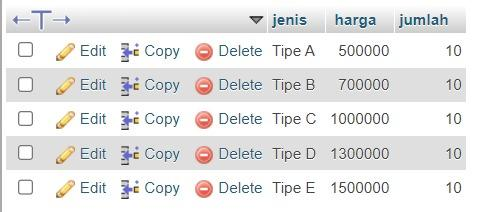 jenis harga jumlah
Edit Copy Delete Tipe A 500000 10
Edit Copy Delete Tipe B 700000 10
Edit Copy Delete Tipe C 1000000 10
Edit Copy Delete Tipe D 1300000 10
Edit Copy Delete Tipe E 1500000 10